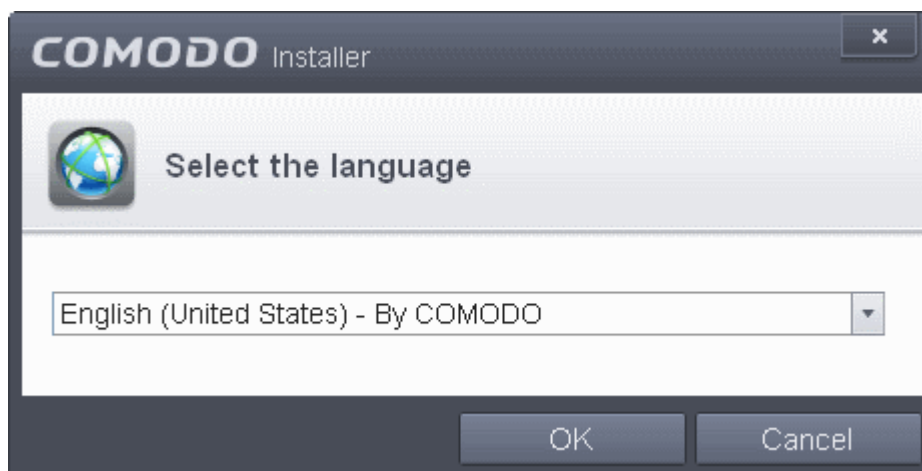 COMODO Installer
Select the language
English (United States) - By COMODO
OK
Cancel